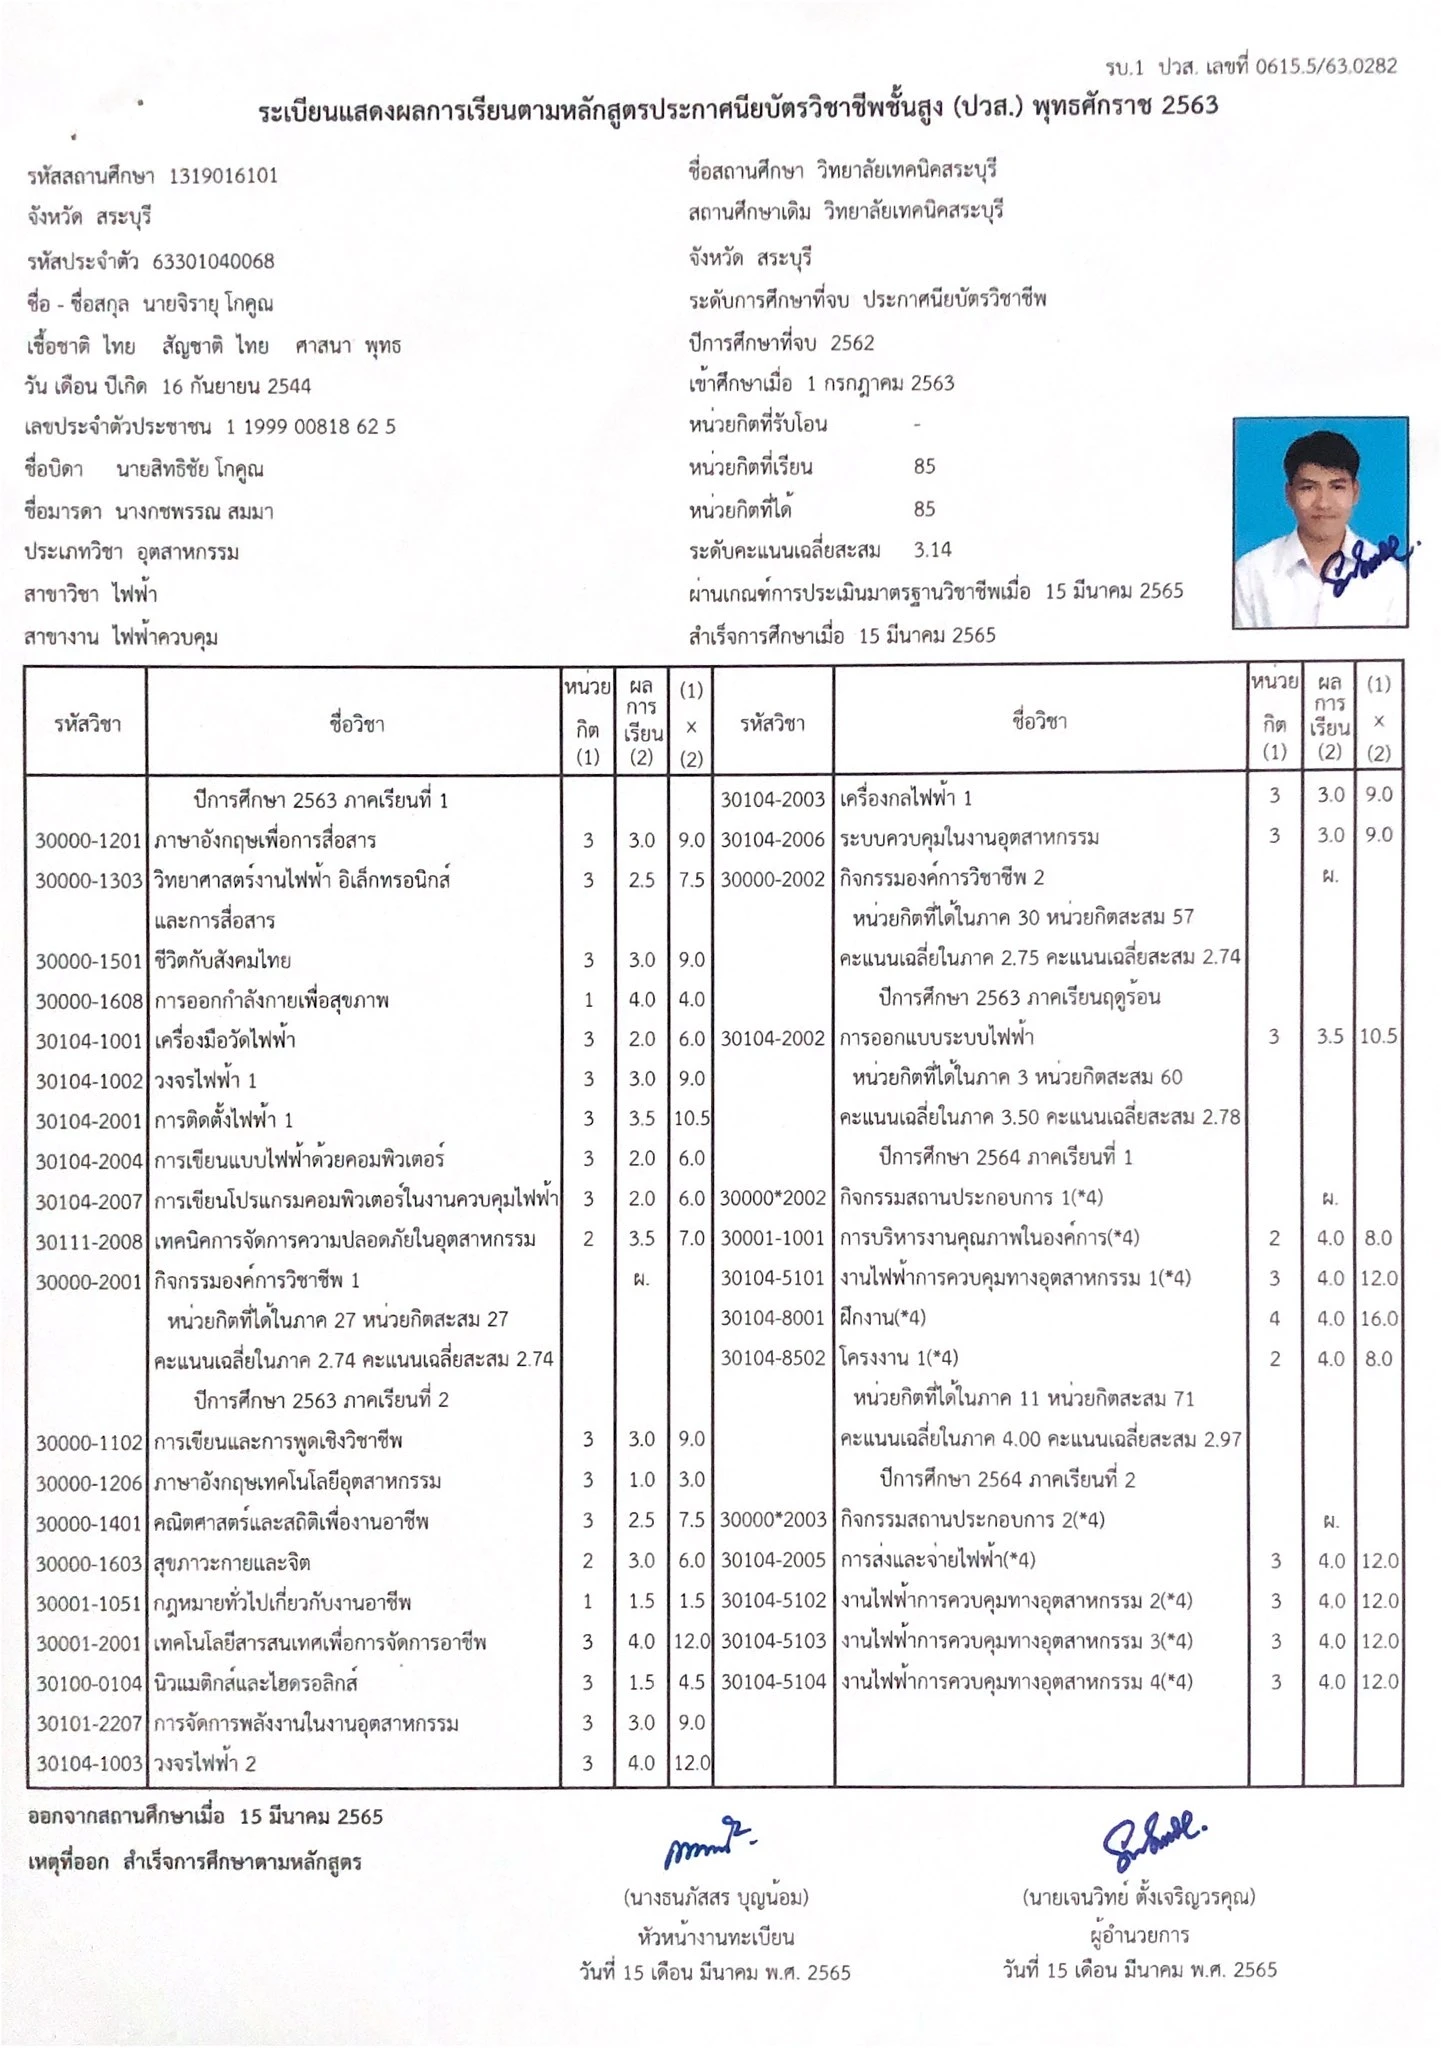 รบ.1 ปวส. เลขที่ 0615.5/63.0282
ระเบียนแสดงผลการเรียนตามหลักสูตรประกาศนียบัตรวิชาชีพชั้นสูง (ปวส.) พุทธศักราช 2563
รหัสสถานศึกษา 1319016101
จังหวัด สระบุรี
รหัสประจำตัว 63301040068
ชื่อ - ชื่อสกุล นายจิรายุ โกคูณ
เชื้อชาติ ไทย สัญชาติ ไทย ศาสนา พุทธ
วัน เดือน ปีเกิด 16 กันยายน 2544
เลขประจำตัวประชาชน 1 1999 00818 62 5
ชื่อบิดา นายสิทธิชัย โกคูณ
ชื่อมารดา นางกชพรรณ สมมา
ประเภทวิชา อุตสาหกรรม
สาขาวิชา ไฟฟ้า
สาขางาน ไฟฟ้าควบคุม
ชื่อสถานศึกษา วิทยาลัยเทคนิคสระบุรี
สถานศึกษาเดิม วิทยาลัยเทคนิคสระบุรี
จังหวัด สระบุรี
ระดับการศึกษาที่จบ ประกาศนียบัตรวิชาชีพ
ปีการศึกษาที่จบ 2562
เข้าศึกษาเมื่อ 1 กรกฎาคม 2563
หน่วยกิตที่รับโอน -
หน่วยกิตที่เรียน 85
หน่วยกิตที่ได้ 85
ระดับคะแนนเฉลี่ยสะสม 3.14
ผ่านเกณฑ์การประเมินมาตรฐานวิชาชีพเมื่อ 15 มีนาคม 2565
สำเร็จการศึกษาเมื่อ 15 มีนาคม 2565
รหัสวิชา ชื่อวิชา หน่วยกิต (1) ผลการเรียน (2) (1) x (2)
ปีการศึกษา 2563 ภาคเรียนที่ 1
30000-1201 ภาษาอังกฤษเพื่อการสื่อสาร 3 3.0 9.0
30000-1303 วิทยาศาสตร์งานไฟฟ้า อิเล็กทรอนิกส์ 3 2.5 7.5
และการสื่อสาร
30000-1501 ชีวิตกับสังคมไทย 3 3.0 9.0
30000-1608 การออกกำลังกายเพื่อสุขภาพ 1 4.0 4.0
30104-1001 เครื่องมือวัดไฟฟ้า 3 2.0 6.0
30104-1002 วงจรไฟฟ้า 1 3 3.0 9.0
30104-2001 การติดตั้งไฟฟ้า 1 3 3.5 10.5
30104-2004 การเขียนแบบไฟฟ้าด้วยคอมพิวเตอร์ 3 2.0 6.0
30104-2007 การเขียนโปรแกรมคอมพิวเตอร์ในงานควบคุมไฟฟ้า 3 2.0 6.0
30111-2008 เทคนิคการจัดการความปลอดภัยในอุตสาหกรรม 2 3.5 7.0
30000-2001 กิจกรรมองค์การวิชาชีพ 1 ผ.
หน่วยกิตที่ได้ในภาค 27 หน่วยกิตสะสม 27
คะแนนเฉลี่ยในภาค 2.74 คะแนนเฉลี่ยสะสม 2.74
ปีการศึกษา 2563 ภาคเรียนที่ 2
30000-1102 การเขียนและการพูดเชิงวิชาชีพ 3 3.0 9.0
30000-1206 ภาษาอังกฤษเทคโนโลยีอุตสาหกรรม 3 1.0 3.0
30000-1401 คณิตศาสตร์และสถิติเพื่องานอาชีพ 3 2.5 7.5
30000-1603 สุขภาวะกายและจิต 2 3.0 6.0
30001-1051 กฎหมายทั่วไปเกี่ยวกับงานอาชีพ 1 1.5 1.5
30001-2001 เทคโนโลยีสารสนเทศเพื่อการจัดการอาชีพ 3 4.0 12.0
30100-0104 นิวแมติกส์และไฮดรอลิกส์ 3 1.5 4.5
30101-2207 การจัดการพลังงานในงานอุตสาหกรรม 3 3.0 9.0
30104-1003 วงจรไฟฟ้า 2 3 4.0 12.0
รหัสวิชา ชื่อวิชา หน่วยกิต (1) ผลการเรียน (2) (1) x (2)
30104-2003 เครื่องกลไฟฟ้า 1 3 3.0 9.0
30104-2006 ระบบควบคุมในงานอุตสาหกรรม 3 3.0 9.0
30000-2002 กิจกรรมองค์การวิชาชีพ 2 ผ.
หน่วยกิตที่ได้ในภาค 30 หน่วยกิตสะสม 57
คะแนนเฉลี่ยในภาค 2.75 คะแนนเฉลี่ยสะสม 2.74
ปีการศึกษา 2563 ภาคเรียนฤดูร้อน
30104-2002 การออกแบบระบบไฟฟ้า 3 3.5 10.5
หน่วยกิตที่ได้ในภาค 3 หน่วยกิตสะสม 60
คะแนนเฉลี่ยในภาค 3.50 คะแนนเฉลี่ยสะสม 2.78
ปีการศึกษา 2564 ภาคเรียนที่ 1
30000*2002 กิจกรรมสถานประกอบการ 1(*4) ผ.
30001-1001 การบริหารงานคุณภาพในองค์การ(*4) 2 4.0 8.0
30104-5101 งานไฟฟ้าการควบคุมทางอุตสาหกรรม 1(*4) 3 4.0 12.0
30104-8001 ฝึกงาน(*4) 4 4.0 16.0
30104-8502 โครงงาน 1(*4) 2 4.0 8.0
หน่วยกิตที่ได้ในภาค 11 หน่วยกิตสะสม 71
คะแนนเฉลี่ยในภาค 4.00 คะแนนเฉลี่ยสะสม 2.97
ปีการศึกษา 2564 ภาคเรียนที่ 2
30000*2003 กิจกรรมสถานประกอบการ 2(*4) ผ.
30104-2005 การส่งและจ่ายไฟฟ้า(*4) 3 4.0 12.0
30104-5102 งานไฟฟ้าการควบคุมทางอุตสาหกรรม 2(*4) 3 4.0 12.0
30104-5103 งานไฟฟ้าการควบคุมทางอุตสาหกรรม 3(*4) 3 4.0 12.0
30104-5104 งานไฟฟ้าการควบคุมทางอุตสาหกรรม 4(*4) 3 4.0 12.0
ออกจากสถานศึกษาเมื่อ 15 มีนาคม 2565
เหตุที่ออก สำเร็จการศึกษาตามหลักสูตร
(นางธนภัสสร บุญน้อม)
หัวหน้างานทะเบียน
วันที่ 15 เดือน มีนาคม พ.ศ. 2565
(นายเจนวิทย์ ตั้งเจริญวรคุณ)
ผู้อำนวยการ
วันที่ 15 เดือน มีนาคม พ.ศ. 2565